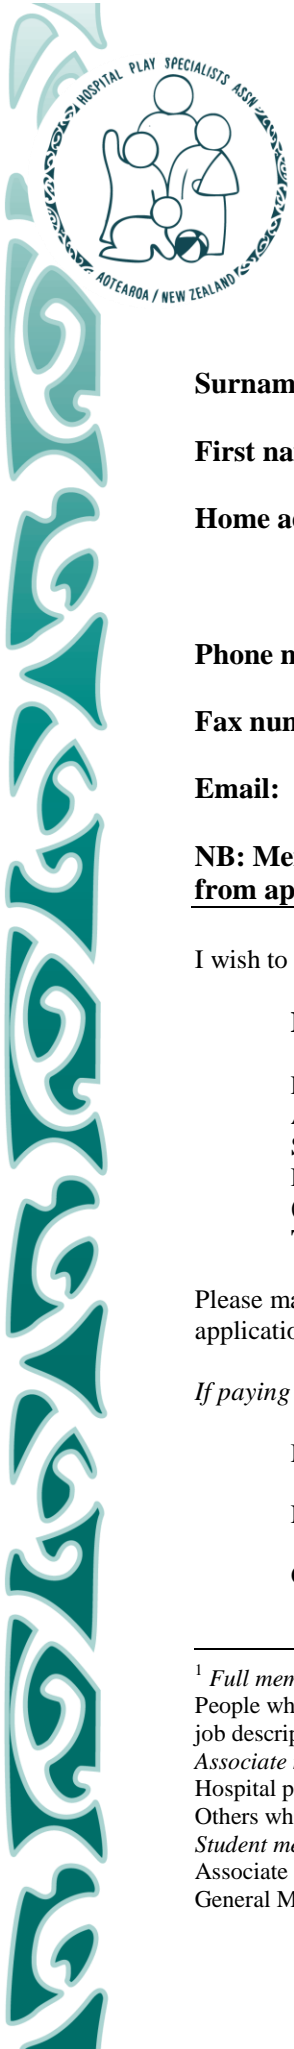 HOSPITAL PLAY SPECIALISTS ASSN
AOTEAROA / NEW ZEALAND
Surnam
First na
Home a
Phone n
Fax nun
Email:
NB: Me
from ap
I wish to
Please ma
applicatio
If paying
1 Full mem
People wh
job descrip
Associate
Hospital p
Others wh
Student me
Associate
General M